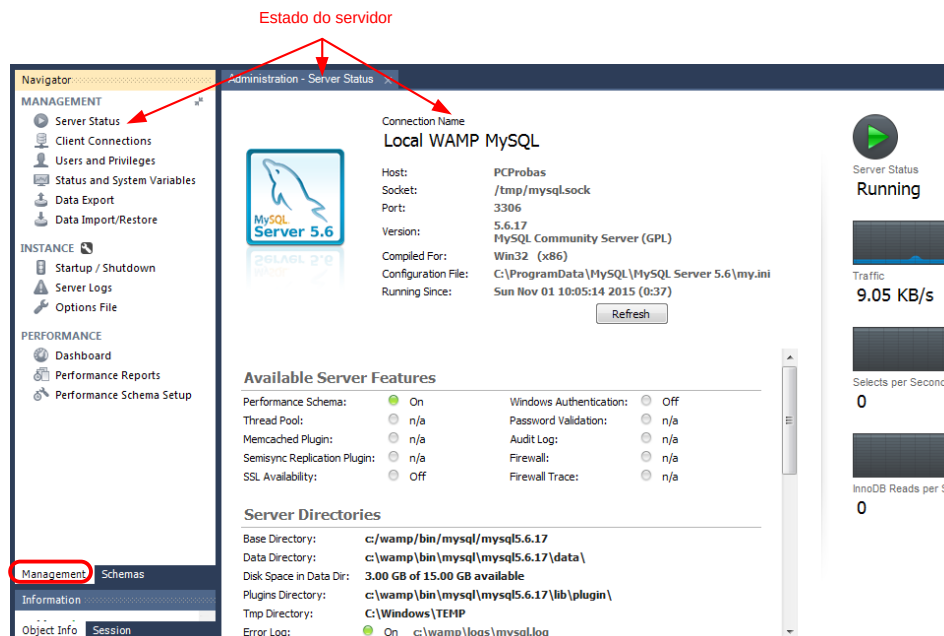 Estado do servidor
Navigator
MANAGEMENT
Server Status
Client Connections
Users and Privileges
Status and System Variables
Data Export
Data Import/Restore
INSTANCE
Startup / Shutdown
Server Logs
Options File
PERFORMANCE
Dashboard
Performance Reports
Performance Schema Setup
Management Schemas
Information
Object Info Session
Administration - Server Status
Connection Name
Local WAMP MySQL
MySQL
Server 5.6
Host: PCProbas
Socket: /tmp/mysql.sock
Port: 3306
Version: 5.6.17
MySQL Community Server (GPL)
Compiled For: Win32 (x86)
Configuration File: C:\ProgramData\MySQL\MySQL Server 5.6\my.ini
Running Since: Sun Nov 01 10:05:14 2015 (0:37)
Refresh
Available Server Features
Performance Schema: On Windows Authentication: Off
Thread Pool: n/a Password Validation: n/a
Memcached Plugin: n/a Audit Log: n/a
Semisync Replication Plugin: n/a Firewall: n/a
SSL Availability: Off Firewall Trace: n/a
Server Directories
Base Directory: c:/wamp/bin/mysql/mysql5.6.17
Data Directory: c:\wamp\bin\mysql\mysql5.6.17\data\
Disk Space in Data Dir: 3.00 GB of 15.00 GB available
Plugins Directory: c:\wamp\bin\mysql\mysql5.6.17\lib\plugin\
Tmp Directory: C:\Windows\TEMP
Error Log: On c:\wamp\logs\mysql.log
Server Status
Running
Traffic
9.05 KB/s
Selects per Second
0
InnoDB Reads per S
0